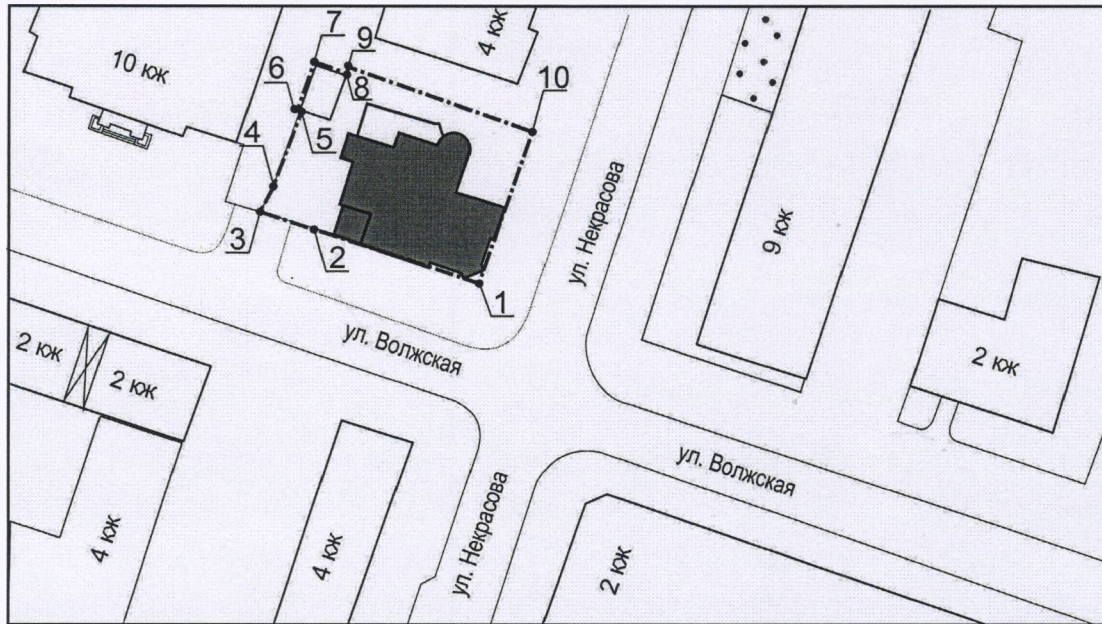 7
9
4 кж
10 кж
6
8
10
4
5
ул. Некрасова
3
2
9 кж
1
ул. Волжская
2 кж
2 кж
2 кж
ул. Волжская
4 кж
4 кж
ул. Некрасова
2 кж